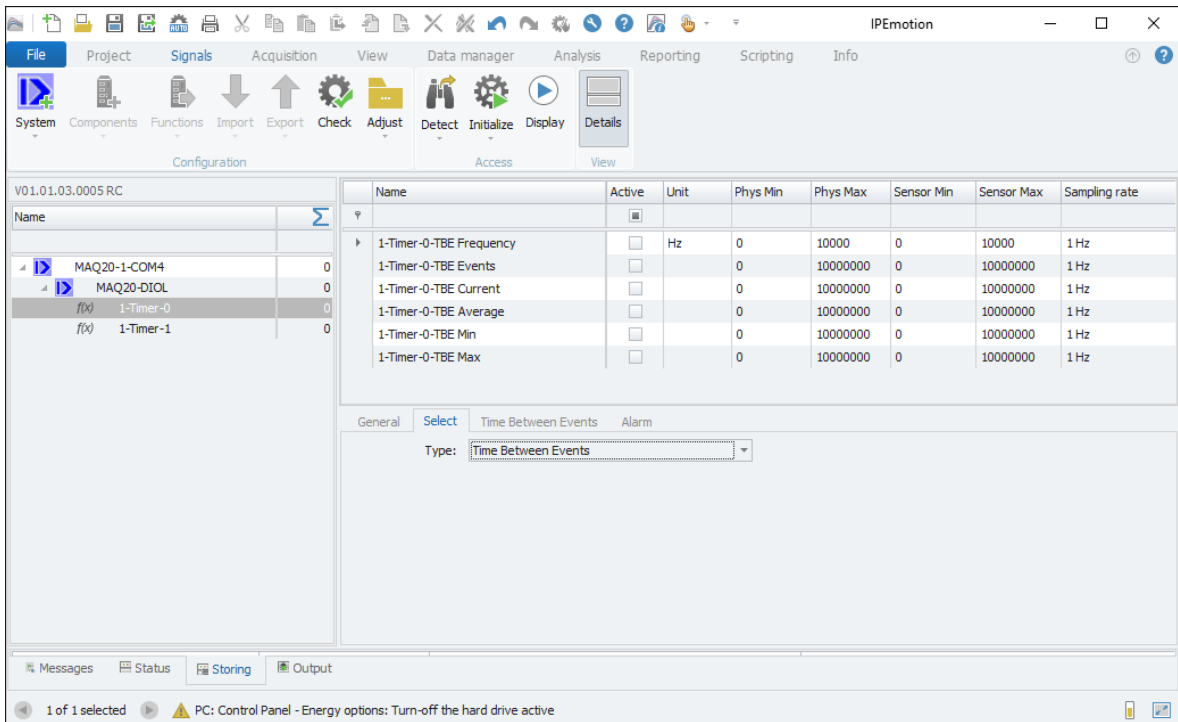 AUTO IPEmotion
File Project Signals Acquisition View Data manager Analysis Reporting Scripting Info
System Components Functions Import Export Check Adjust Detect Initialize Display Details
Configuration Access View
V01.01.03.0005 RC
Name Σ
MAQ20-1-COM4 0
MAQ20-DIOL 0
f(x) 1-Timer-0 0
f(x) 1-Timer-1 0
Name Active Unit Phys Min Phys Max Sensor Min Sensor Max Sampling rate
1-Timer-0-TBE Frequency Hz 0 10000 0 10000 1 Hz
1-Timer-0-TBE Events 0 10000000 0 10000000 1 Hz
1-Timer-0-TBE Current 0 10000000 0 10000000 1 Hz
1-Timer-0-TBE Average 0 10000000 0 10000000 1 Hz
1-Timer-0-TBE Min 0 10000000 0 10000000 1 Hz
1-Timer-0-TBE Max 0 10000000 0 10000000 1 Hz
General Select Time Between Events Alarm
Type: Time Between Events
Messages Status Storing Output
1 of 1 selected PC: Control Panel - Energy options: Turn-off the hard drive active